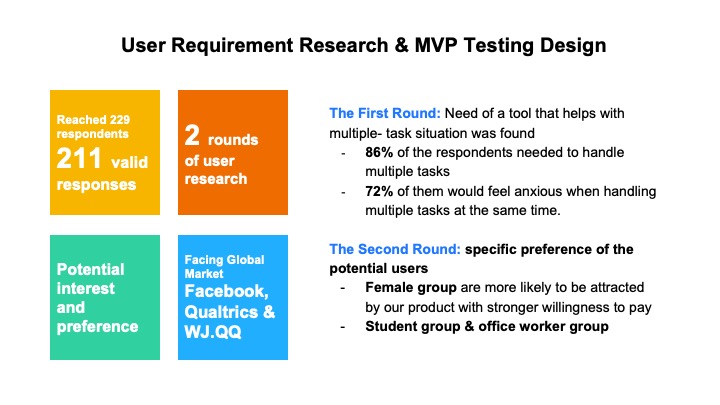 User Requirement Research & MVP Testing Design
Reached 229
respondents
211 valid
responses
2 rounds
of user
research
Potential
interest
and
preference
Facing Global
Market
Facebook,
Qualtrics &
WJ.QQ
The First Round: Need of a tool that helps with
multiple- task situation was found
- 86% of the respondents needed to handle
multiple tasks
- 72% of them would feel anxious when handling
multiple tasks at the same time.
The Second Round: specific preference of the
potential users
- Female group are more likely to be attracted
by our product with stronger willingness to pay
- Student group & office worker group